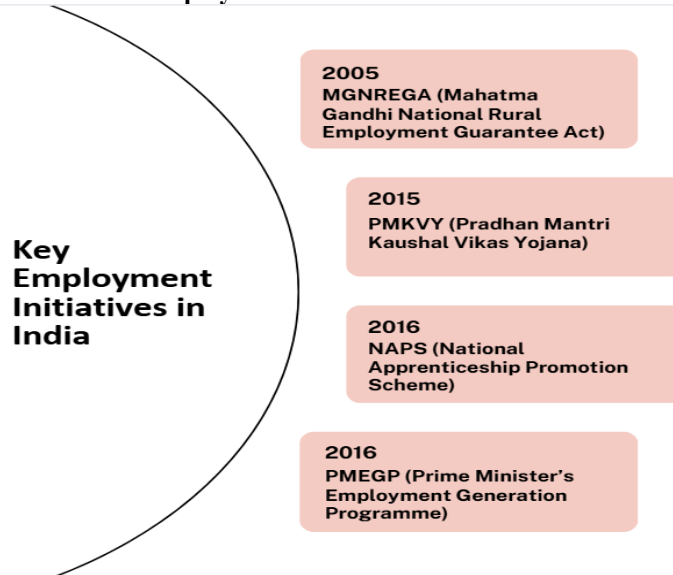 Key
Employment
Initiatives in
India
2005
MGNREGA (Mahatma
Gandhi National Rural
Employment Guarantee Act)
2015
PMKVY (Pradhan Mantri
Kaushal Vikas Yojana)
2016
NAPS (National
Apprenticeship Promotion
Scheme)
2016
PMEGP (Prime Minister’s
Employment Generation
Programme)